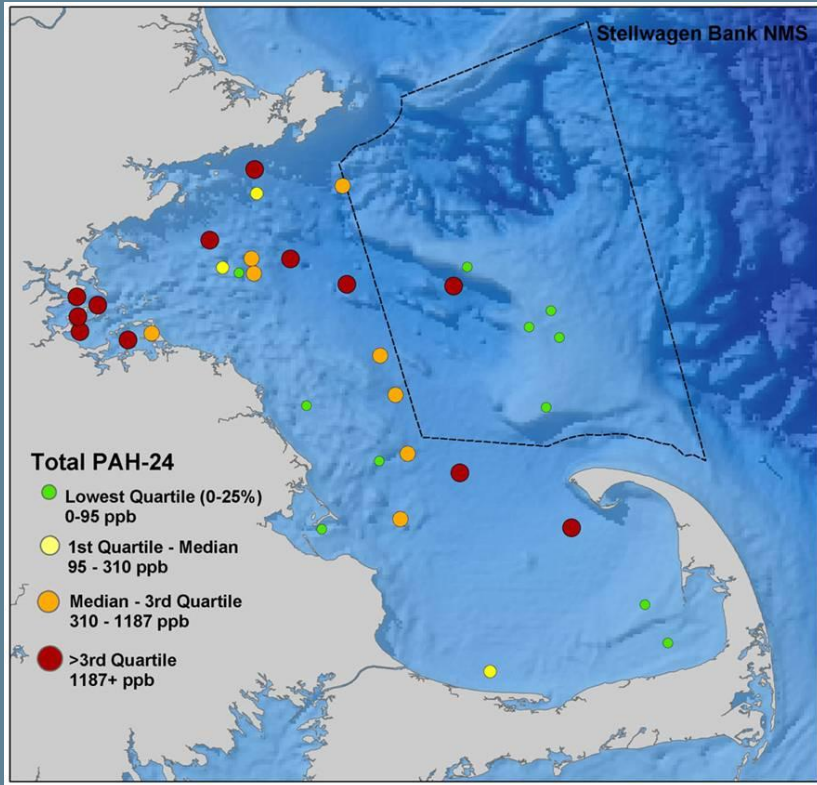 Stellwagen Bank NMS
Total PAH-24
Lowest Quartile (0-25%)
0-95 ppb
1st Quartile - Median
95 - 310 ppb
Median - 3rd Quartile
310 - 1187 ppb
>3rd Quartile
1187+ ppb